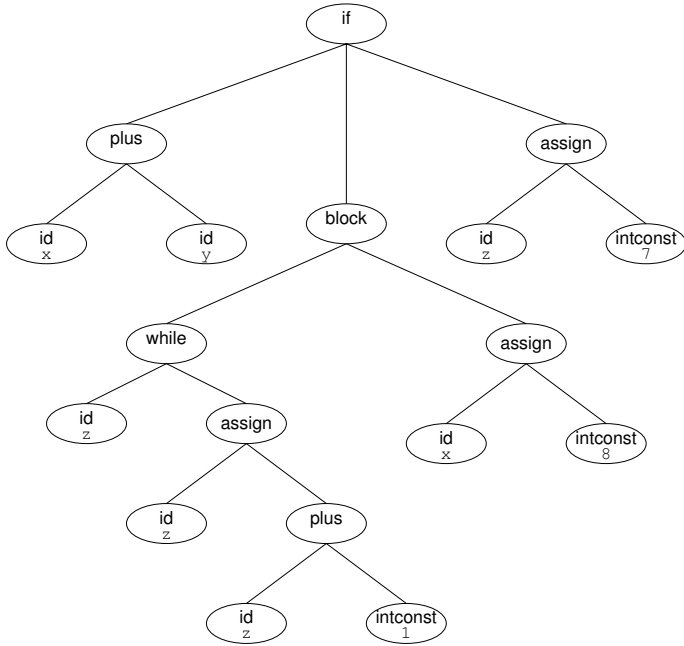 if
plus
assign
id
x
id
y
block
id
z
intconst
7
while
assign
id
z
assign
id
x
intconst
8
id
z
plus
id
z
intconst
1